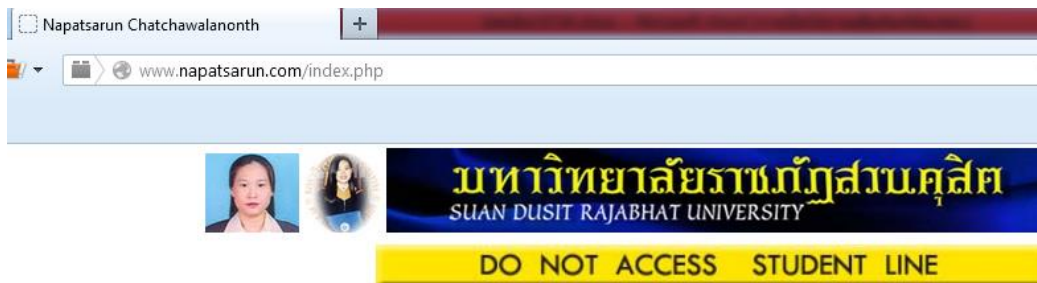 Napatsarun Chatchawalanonth
www.napatsarun.com/index.php
มหาวิทยาลัยราชภัฏสวนดุสิต
SUAN DUSIT RAJABHAT UNIVERSITY
DO NOT ACCESS STUDENT LINE